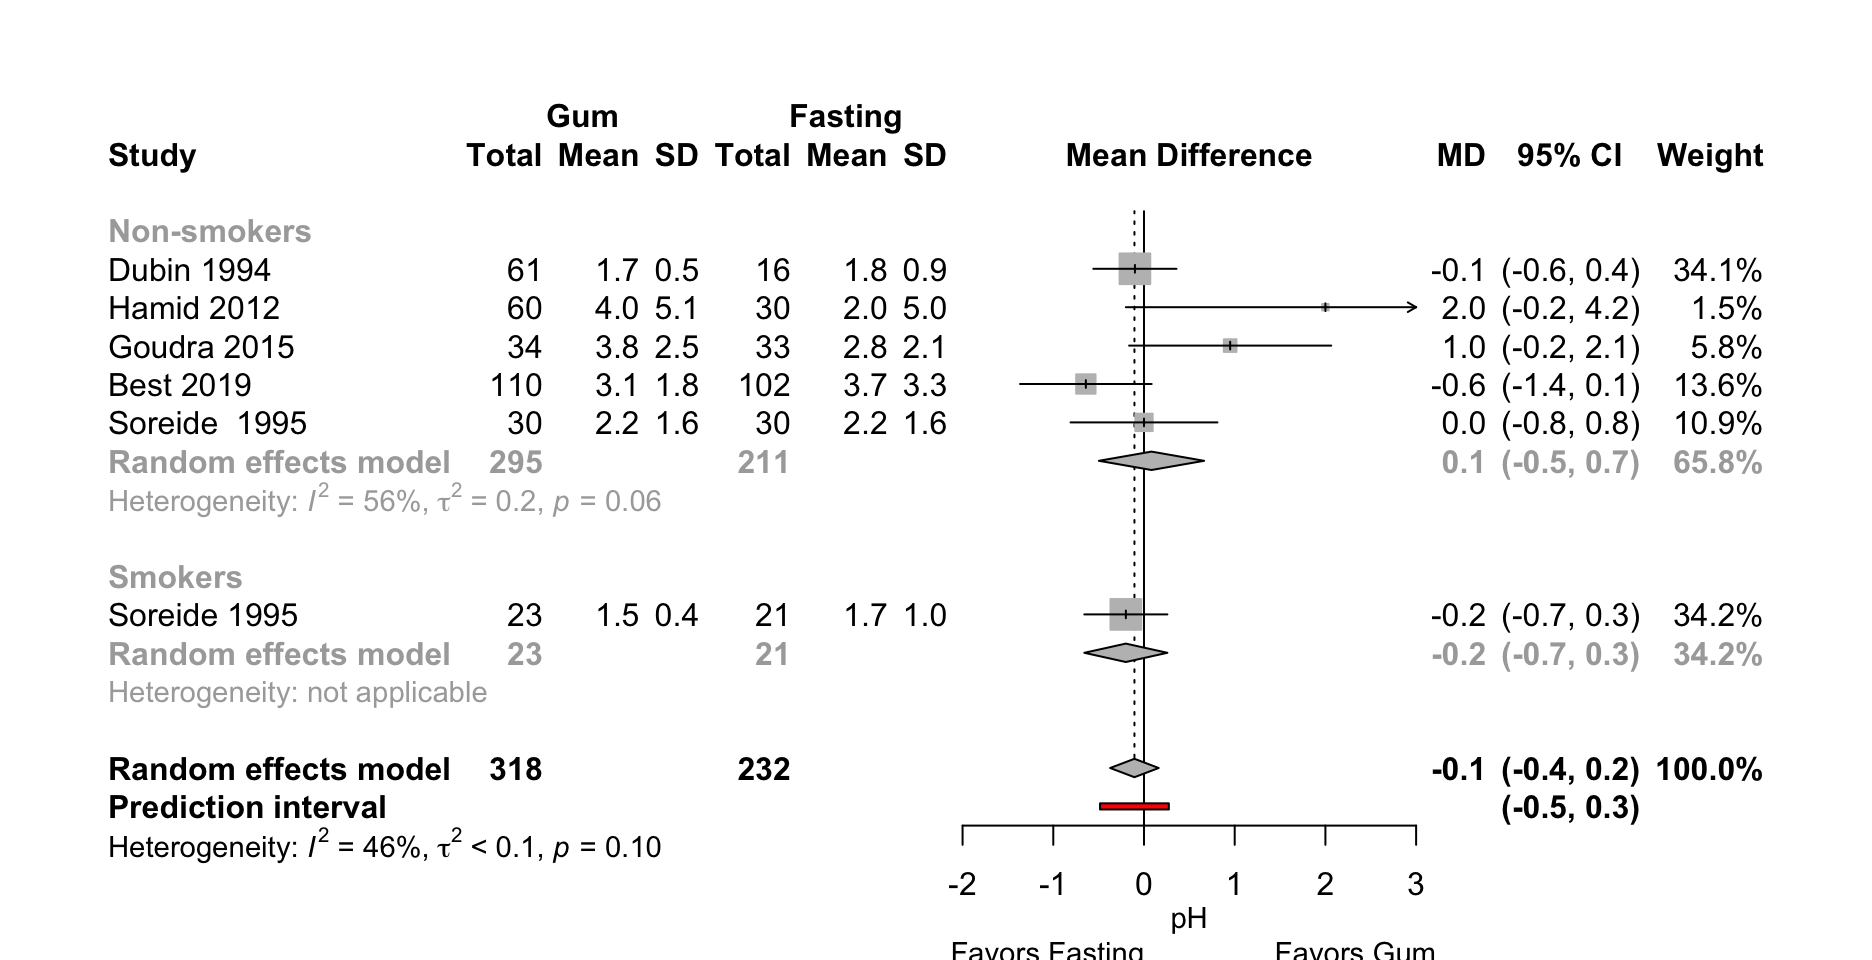 Gum Fasting
Study Total Mean SD Total Mean SD Mean Difference MD 95% CI Weight
Non-smokers
Dubin 1994 61 1.7 0.5 16 1.8 0.9 -0.1 (-0.6, 0.4) 34.1%
Hamid 2012 60 4.0 5.1 30 2.0 5.0 2.0 (-0.2, 4.2) 1.5%
Goudra 2015 34 3.8 2.5 33 2.8 2.1 1.0 (-0.2, 2.1) 5.8%
Best 2019 110 3.1 1.8 102 3.7 3.3 -0.6 (-1.4, 0.1) 13.6%
Soreide 1995 30 2.2 1.6 30 2.2 1.6 0.0 (-0.8, 0.8) 10.9%
Random effects model 295 211 0.1 (-0.5, 0.7) 65.8%
Heterogeneity: I² = 56%, τ² = 0.2, p = 0.06
Smokers
Soreide 1995 23 1.5 0.4 21 1.7 1.0 -0.2 (-0.7, 0.3) 34.2%
Random effects model 23 21 -0.2 (-0.7, 0.3) 34.2%
Heterogeneity: not applicable
Random effects model 318 232 -0.1 (-0.4, 0.2) 100.0%
Prediction interval (-0.5, 0.3)
Heterogeneity: I² = 46%, τ² < 0.1, p = 0.10
-2 -1 0 1 2 3
pH
Favors Fasting Favors Gum